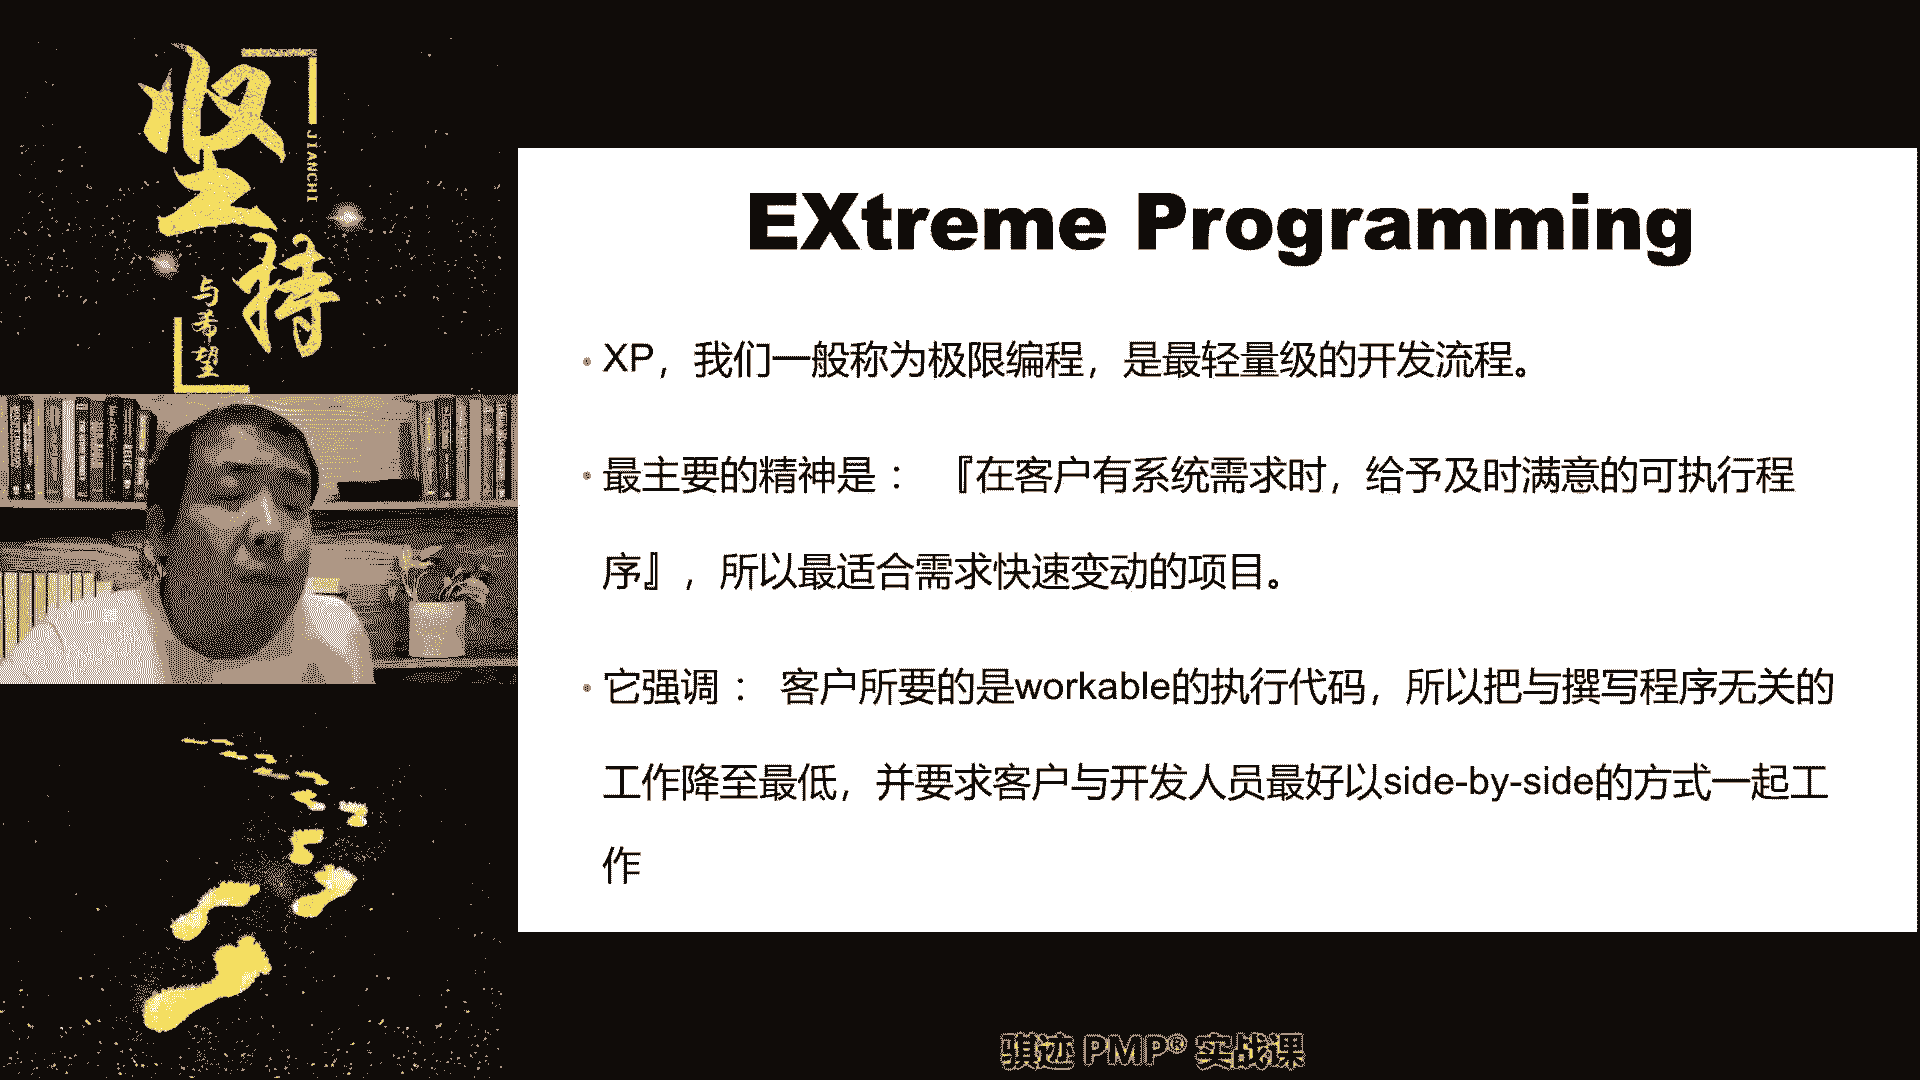 坚持
JIANCHI
与希望
EXtreme Programming
• XP，我们一般称为极限编程，是最轻量级的开发流程。
• 最主要的精神是： 『在客户有系统需求时，给予及时满意的可执行程
序』，所以最适合需求快速变动的项目。
• 它强调： 客户所要的是workable的执行代码，所以把与撰写程序无关的
工作降至最低，并要求客户与开发人员最好以side-by-side的方式一起工
作
骐迹 PMP® 实战课